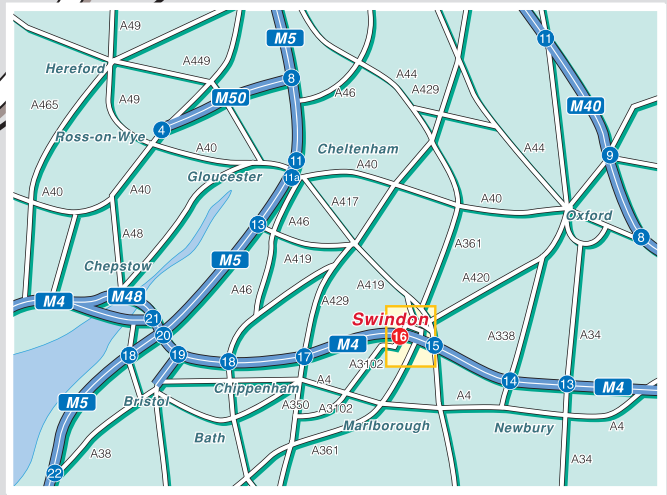 A49
M5
11
Hereford
A449
8
A44
A429
A465
A49
M50
A46
M40
4
Ross-on-Wye
A40
11
Cheltenham
A44
9
Gloucester
11a
A40
A40
A40
A417
A40
Oxford
A48
13
A46
M5
A419
A361
8
Chepstow
A46
A419
A420
M48
A429
M4
21
Swindon
20
16
15
A338
A34
18
19
18
17
M4
A3102
M5
Chippenham
A4
14
13
M4
Bristol
A350
A3102
A4
Bath
Marlborough
Newbury
A4
A38
A361
A34
22